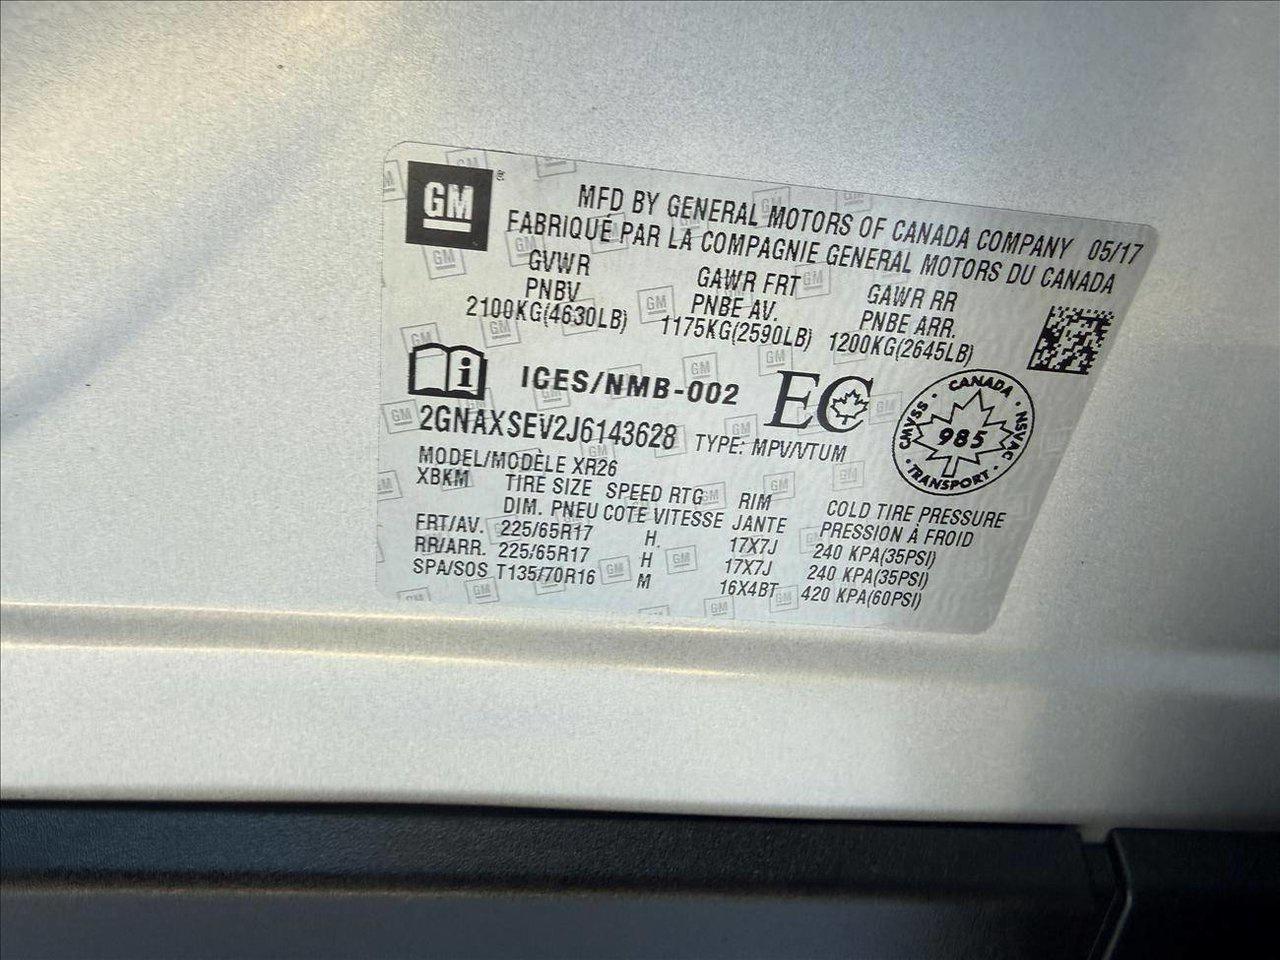 GM
MFD BY GENERAL MOTORS OF CANADA COMPANY 05/17
FABRIQUÉ PAR LA COMPAGNIE GENERAL MOTORS DU CANADA
GVWR GAWR FRT GAWR RR
PNBV PNBE AV. PNBE ARR.
2100KG(4630LB) 1175KG(2590LB) 1200KG(2645LB)
i ICES/NMB-002 EC
CANADA · NSVAC · TRANSPORT · CMVSS ·
985
2GNAXSEV2J6143628 TYPE: MPV/VTUM
MODEL/MODÈLE XR26
XBKM TIRE SIZE SPEED RTG RIM COLD TIRE PRESSURE
DIM. PNEU COTE VITESSE JANTE PRESSION À FROID
FRT/AV. 225/65R17 H 17X7J 240 KPA(35PSI)
RR/ARR. 225/65R17 H 17X7J 240 KPA(35PSI)
SPA/SOS T135/70R16 M 16X4BT 420 KPA(60PSI)